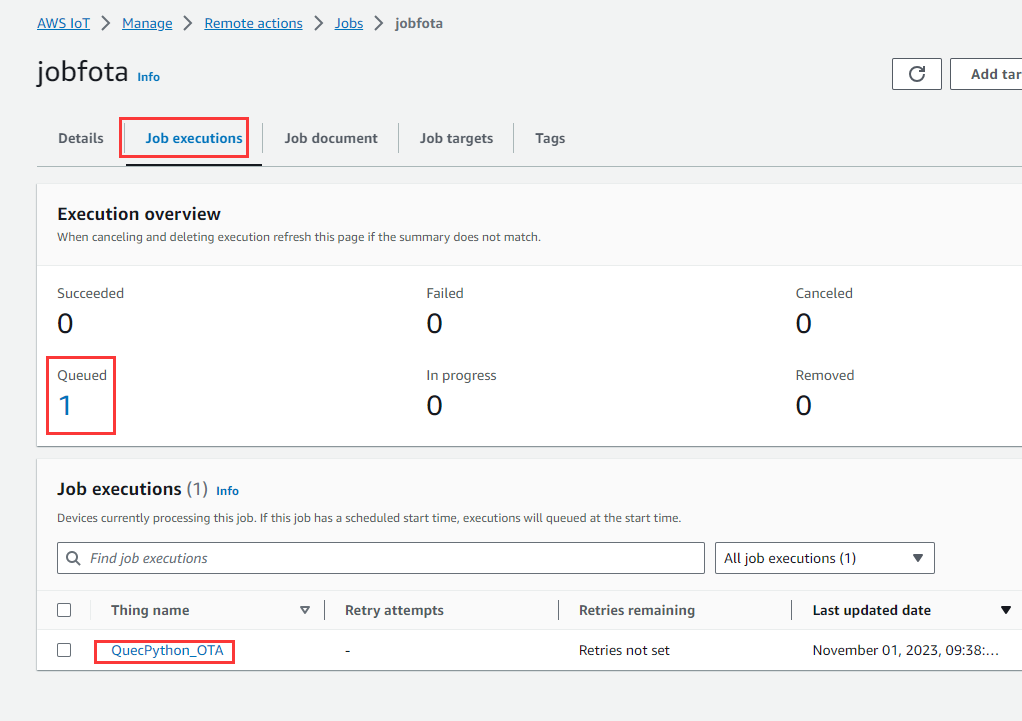 AWS IoT > Manage > Remote actions > Jobs > jobfota
jobfota Info
Add tar
Details Job executions Job document Job targets Tags
Execution overview
When canceling and deleting execution refresh this page if the summary does not match.
Succeeded Failed Canceled
0 0 0
Queued In progress Removed
1 0 0
Job executions (1) Info
Devices currently processing this job. If this job has a scheduled start time, executions will queued at the start time.
Find job executions All job executions (1)
Thing name Retry attempts Retries remaining Last updated date
QuecPython_OTA - Retries not set November 01, 2023, 09:38:...